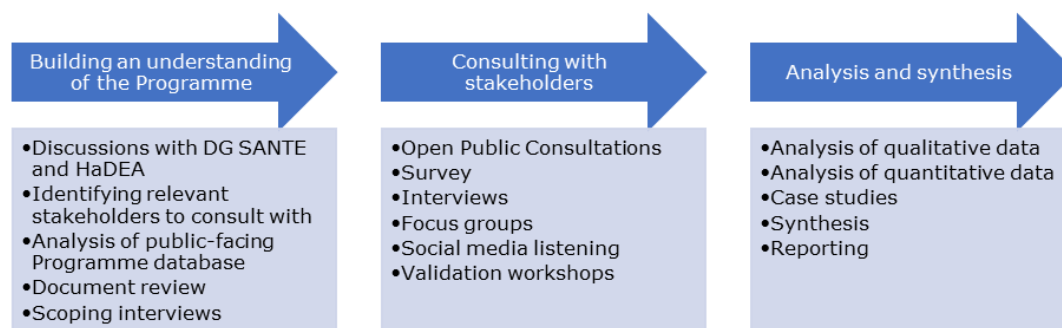 Building an understanding
of the Programme
•Discussions with DG SANTE
and HaDEA
•Identifying relevant
stakeholders to consult with
•Analysis of public-facing
Programme database
•Document review
•Scoping interviews
Consulting with
stakeholders
•Open Public Consultations
•Survey
•Interviews
•Focus groups
•Social media listening
•Validation workshops
Analysis and synthesis
•Analysis of qualitative data
•Analysis of quantitative data
•Case studies
•Synthesis
•Reporting